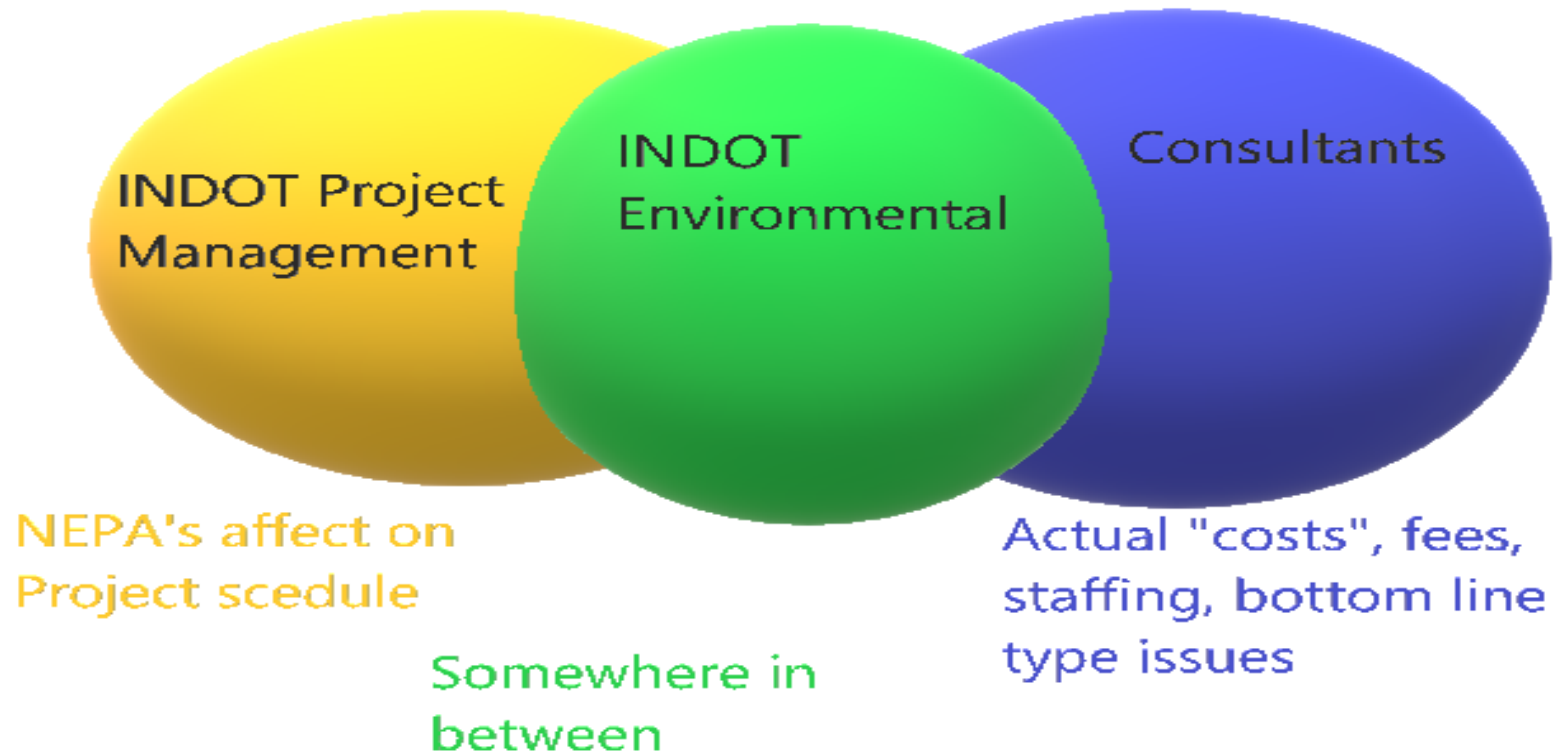 INDOT Project
Management
INDOT
Environmental
Consultants
NEPA's affect on
Project scedule
Somewhere in
between
Actual "costs", fees,
staffing, bottom line
type issues